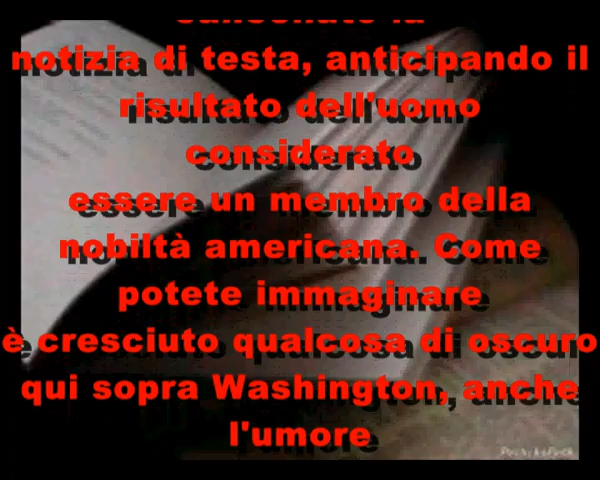 notizia di testa, anticipando il
risultato dell'uomo
considerato
essere un membro della
nobiltà americana. Come
potete immaginare
è cresciuto qualcosa di oscuro
qui sopra Washington, anche
l'umore